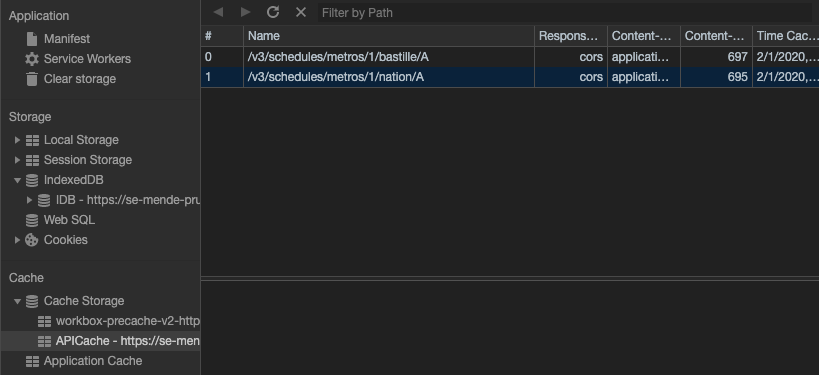 Application
Manifest
Service Workers
Clear storage
Storage
Local Storage
Session Storage
IndexedDB
IDB - https://se-mende-pru
Web SQL
Cookies
Cache
Cache Storage
workbox-precache-v2-http
APICache - https://se-men
Application Cache
Filter by Path
# Name Respons… Content-… Content-… Time Cac…
0 /v3/schedules/metros/1/bastille/A cors applicati… 697 2/1/2020,…
1 /v3/schedules/metros/1/nation/A cors applicati… 695 2/1/2020,…